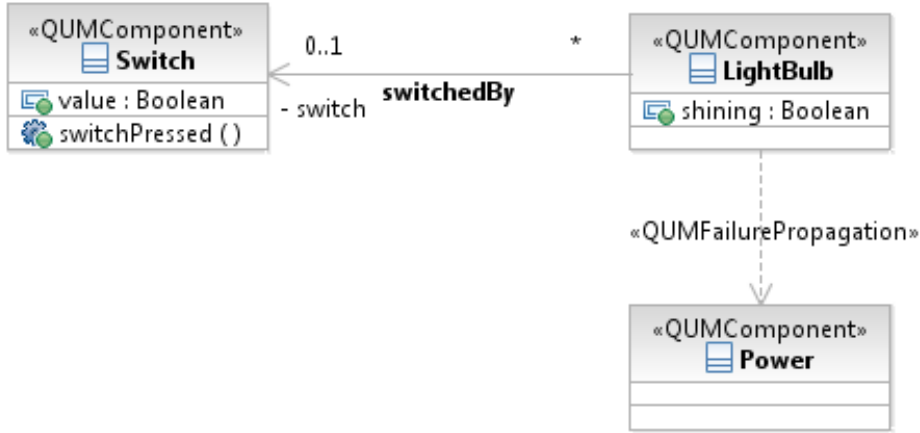 «QUMComponent»
Switch
value : Boolean
switchPressed ( )
0..1
*
- switch
switchedBy
«QUMComponent»
LightBulb
shining : Boolean
«QUMFailurePropagation»
«QUMComponent»
Power